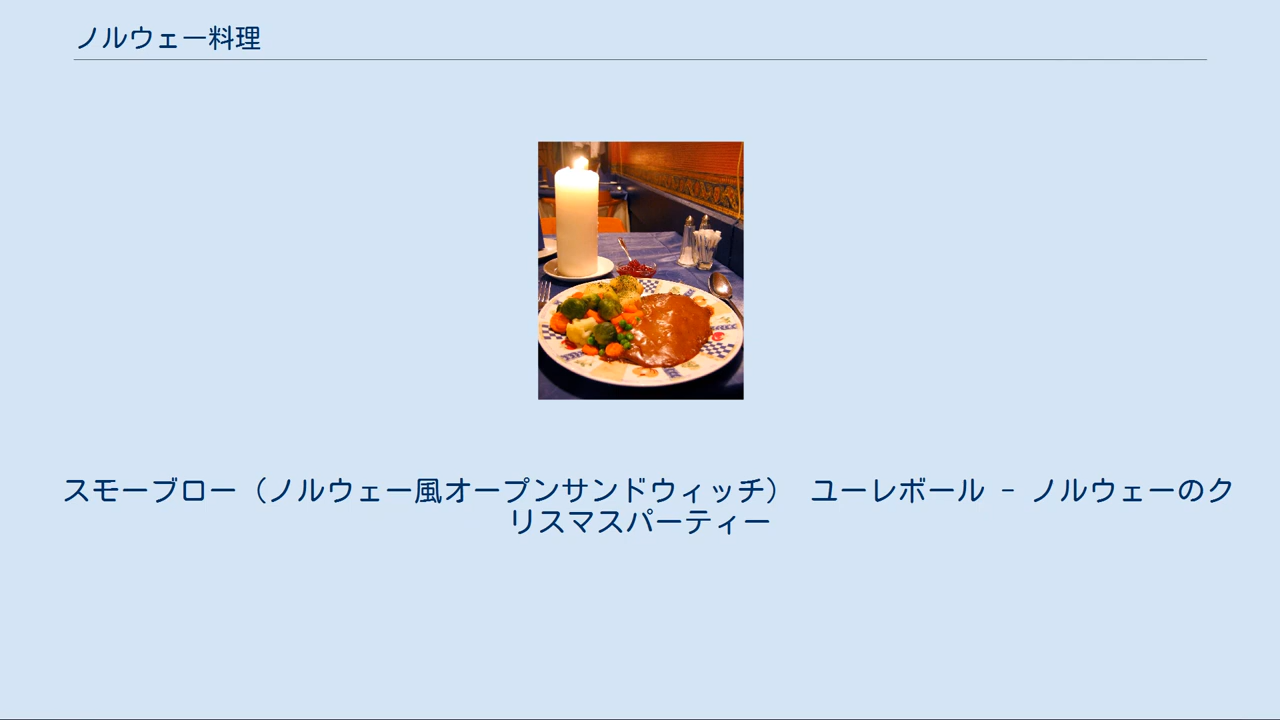 ノルウェー料理
スモーブロー（ノルウェー風オープンサンドウィッチ） ユーレボール - ノルウェーのク
リスマスパーティー